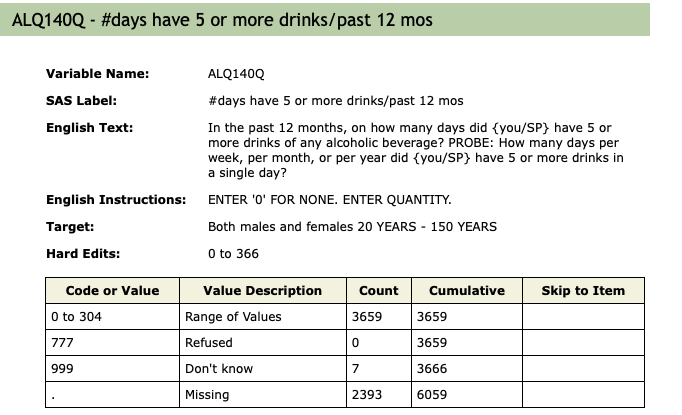 ALQ140Q - #days have 5 or more drinks/past 12 mos
Variable Name: ALQ140Q
SAS Label: #days have 5 or more drinks/past 12 mos
English Text: In the past 12 months, on how many days did {you/SP} have 5 or
more drinks of any alcoholic beverage? PROBE: How many days per
week, per month, or per year did {you/SP} have 5 or more drinks in
a single day?
English Instructions: ENTER '0' FOR NONE. ENTER QUANTITY.
Target: Both males and females 20 YEARS - 150 YEARS
Hard Edits: 0 to 366
Code or Value Value Description Count Cumulative Skip to Item
0 to 304 Range of Values 3659 3659
777 Refused 0 3659
999 Don't know 7 3666
. Missing 2393 6059